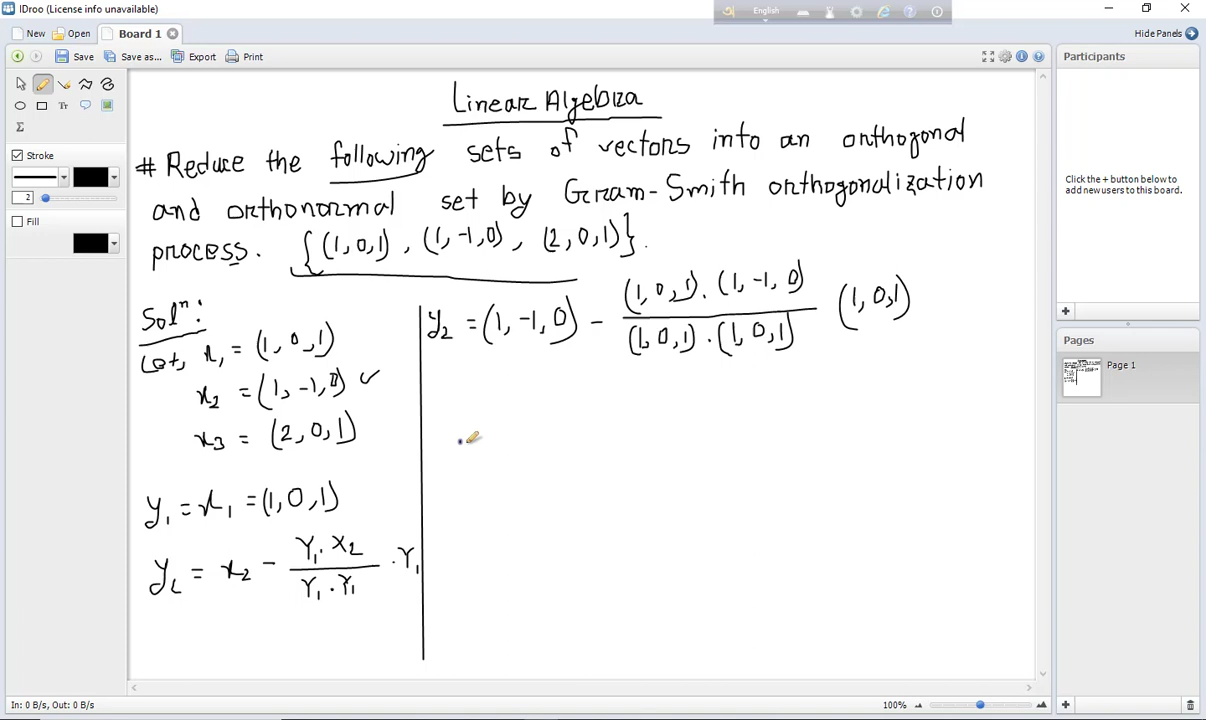 IDroo (License info unavailable)
English
New Open Board 1
Hide Panels
Save Save as... Export Print
Participants
Click the + button below to
add new users to this board.
Pages
Page 1
Stroke
2
Fill
Linear Algebra
# Reduce the following sets of vectors into an orthogonal
and orthonormal set by Gram-Smith orthogonalization
process. {(1, 0, 1) , (1, -1, 0) , (2, 0, 1)}.
Solⁿ:
Let, x₁ = (1, 0, 1)
x₂ = (1, -1, 0) ✓
x₃ = (2, 0, 1)
y₁ = x₁ = (1, 0, 1)
y₂ = x₂ - (Y₁ . X₂)/(Y₁ . Y₁) . Y₁
y₂ = (1, -1, 0) - ((1, 0, 1) . (1, -1, 0))/((1, 0, 1) . (1, 0, 1)) (1, 0, 1)
In: 0 B/s, Out: 0 B/s
100%